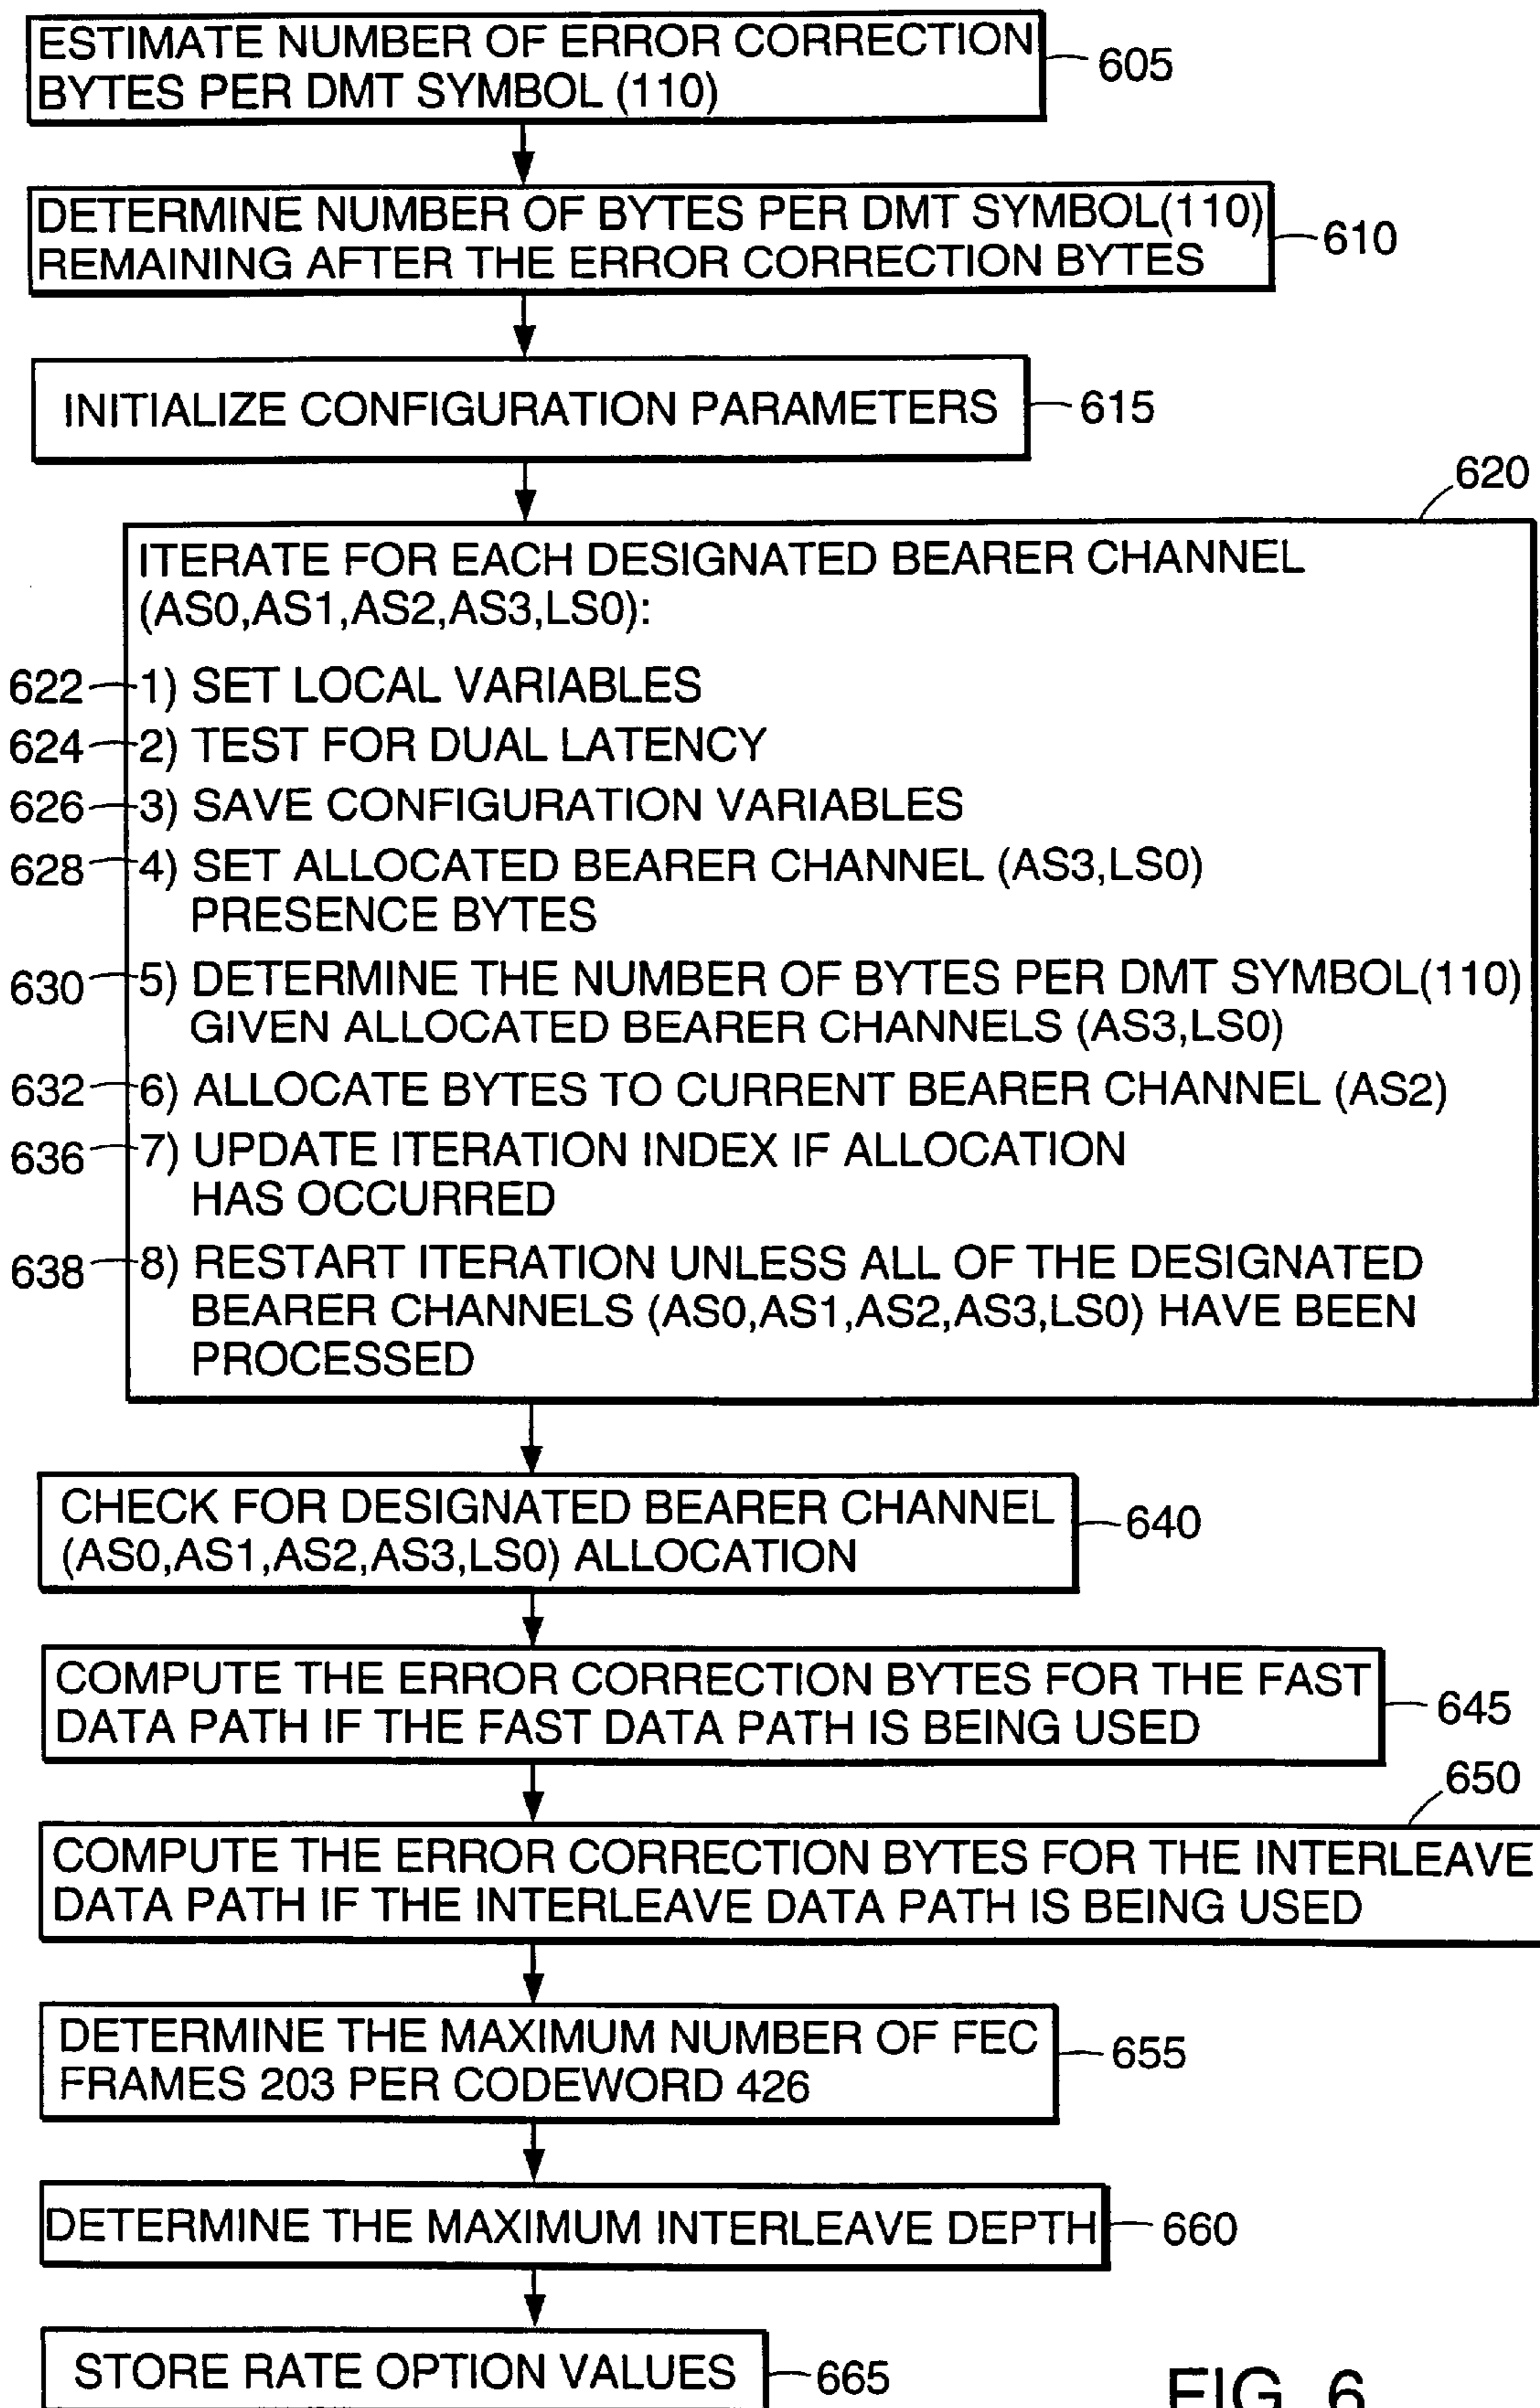 ESTIMATE NUMBER OF ERROR CORRECTION
BYTES PER DMT SYMBOL (110)
605
DETERMINE NUMBER OF BYTES PER DMT SYMBOL(110)
REMAINING AFTER THE ERROR CORRECTION BYTES
610
INITIALIZE CONFIGURATION PARAMETERS
615
620
ITERATE FOR EACH DESIGNATED BEARER CHANNEL
(AS0,AS1,AS2,AS3,LS0):
622 1) SET LOCAL VARIABLES
624 2) TEST FOR DUAL LATENCY
626 3) SAVE CONFIGURATION VARIABLES
628 4) SET ALLOCATED BEARER CHANNEL (AS3,LS0)
PRESENCE BYTES
630 5) DETERMINE THE NUMBER OF BYTES PER DMT SYMBOL(110)
GIVEN ALLOCATED BEARER CHANNELS (AS3,LS0)
632 6) ALLOCATE BYTES TO CURRENT BEARER CHANNEL (AS2)
636 7) UPDATE ITERATION INDEX IF ALLOCATION
HAS OCCURRED
638 8) RESTART ITERATION UNLESS ALL OF THE DESIGNATED
BEARER CHANNELS (AS0,AS1,AS2,AS3,LS0) HAVE BEEN
PROCESSED
CHECK FOR DESIGNATED BEARER CHANNEL
(AS0,AS1,AS2,AS3,LS0) ALLOCATION
640
COMPUTE THE ERROR CORRECTION BYTES FOR THE FAST
DATA PATH IF THE FAST DATA PATH IS BEING USED
645
650
COMPUTE THE ERROR CORRECTION BYTES FOR THE INTERLEAVE
DATA PATH IF THE INTERLEAVE DATA PATH IS BEING USED
DETERMINE THE MAXIMUM NUMBER OF FEC
FRAMES 203 PER CODEWORD 426
655
DETERMINE THE MAXIMUM INTERLEAVE DEPTH
660
STORE RATE OPTION VALUES
665
FIG. 6